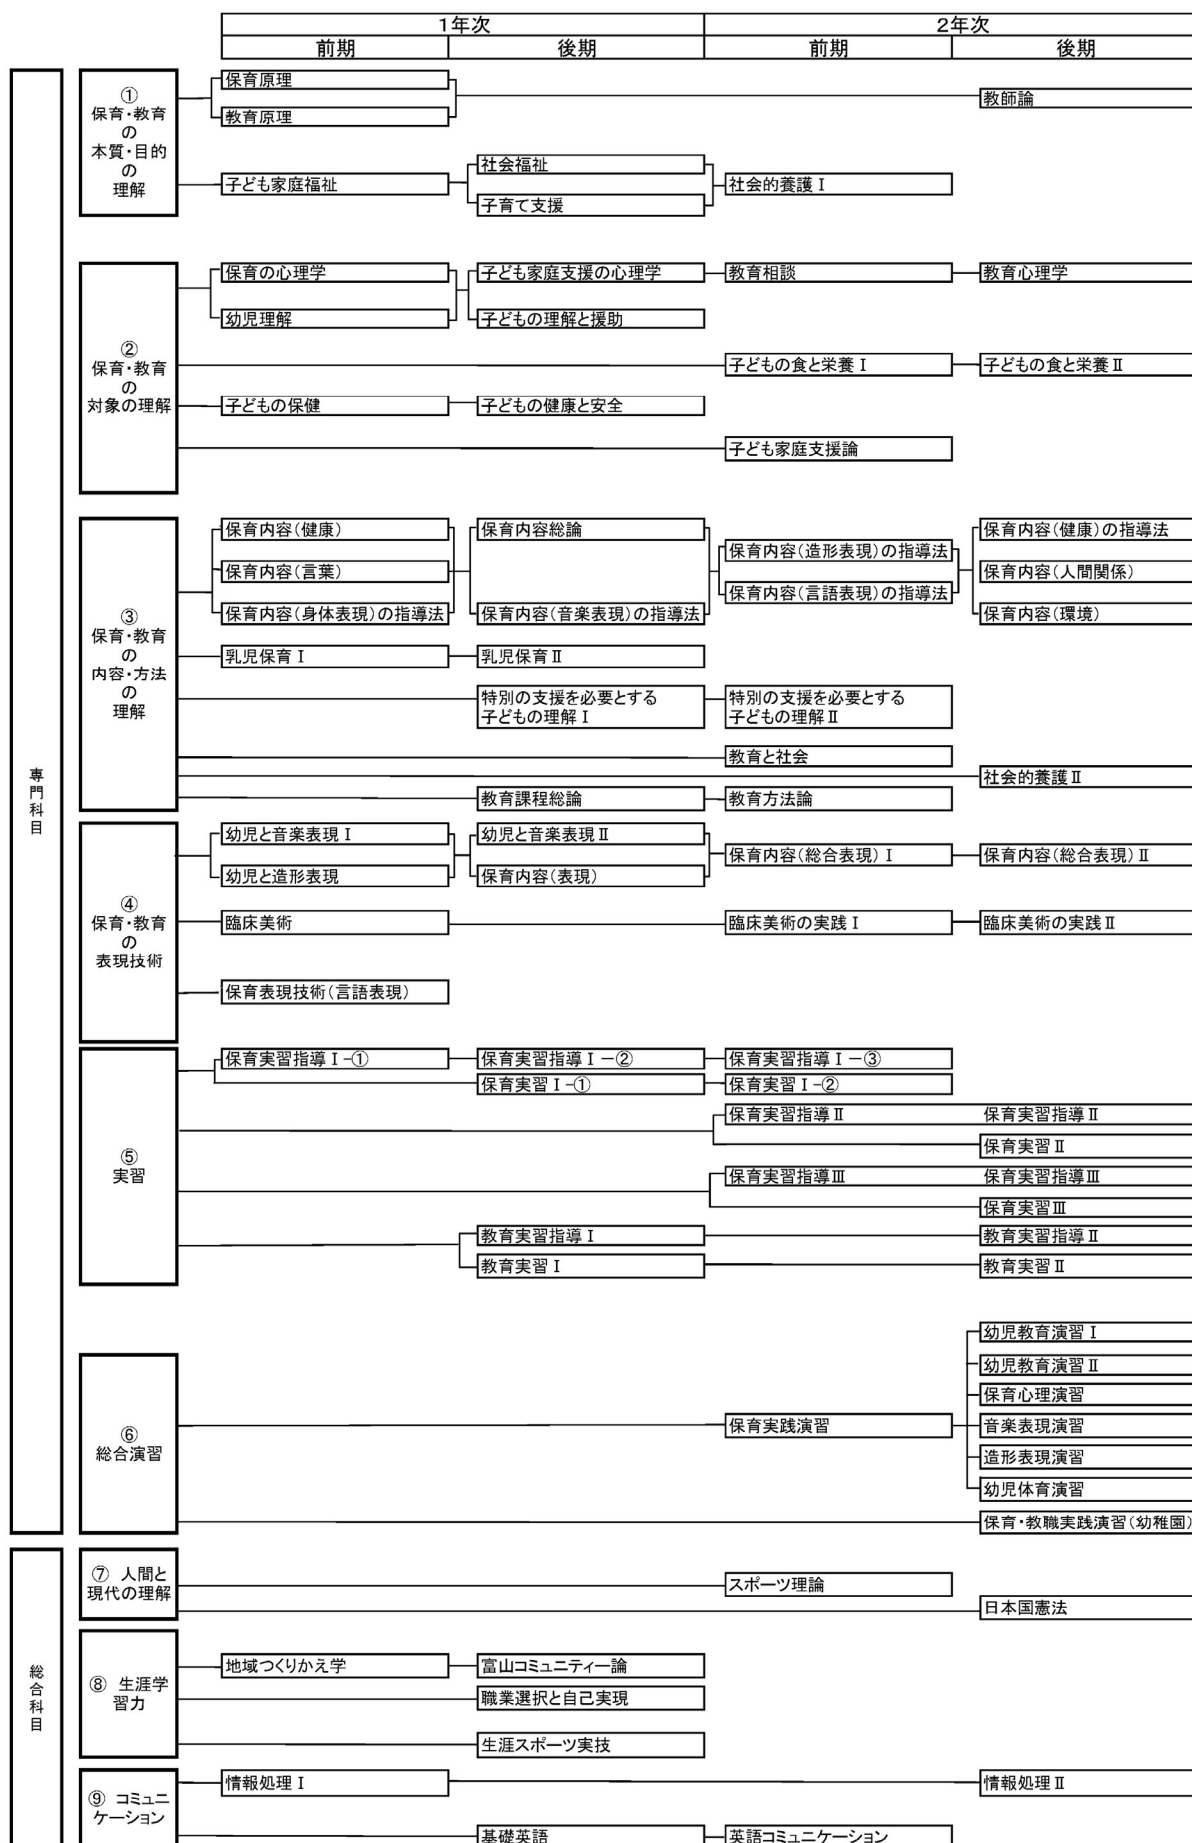 1年次
2年次
前期
後期
前期
後期
専門科目
①
保育・教育
の
本質・目的
の
理解
保育原理
教育原理
教師論
子ども家庭福祉
社会福祉
子育て支援
社会的養護Ⅰ
②
保育・教育
の
対象の理解
保育の心理学
子ども家庭支援の心理学
教育相談
教育心理学
幼児理解
子どもの理解と援助
子どもの食と栄養Ⅰ
子どもの食と栄養Ⅱ
子どもの保健
子どもの健康と安全
子ども家庭支援論
③
保育・教育
の
内容・方法
の
理解
保育内容(健康)
保育内容(言葉)
保育内容(身体表現)の指導法
保育内容総論
保育内容(音楽表現)の指導法
保育内容(造形表現)の指導法
保育内容(言語表現)の指導法
保育内容(健康)の指導法
保育内容(人間関係)
保育内容(環境)
乳児保育Ⅰ
乳児保育Ⅱ
特別の支援を必要とする
子どもの理解Ⅰ
特別の支援を必要とする
子どもの理解Ⅱ
教育と社会
社会的養護Ⅱ
教育課程総論
教育方法論
④
保育・教育
の
表現技術
幼児と音楽表現Ⅰ
幼児と造形表現
幼児と音楽表現Ⅱ
保育内容(表現)
保育内容(総合表現)Ⅰ
保育内容(総合表現)Ⅱ
臨床美術
臨床美術の実践Ⅰ
臨床美術の実践Ⅱ
保育表現技術(言語表現)
⑤
実習
保育実習指導Ⅰ-①
保育実習指導Ⅰ－②
保育実習指導Ⅰ－③
保育実習Ⅰ-①
保育実習Ⅰ-②
保育実習指導Ⅱ
保育実習指導Ⅱ
保育実習Ⅱ
保育実習指導Ⅲ
保育実習指導Ⅲ
保育実習Ⅲ
教育実習指導Ⅰ
教育実習指導Ⅱ
教育実習Ⅰ
教育実習Ⅱ
⑥
総合演習
保育実践演習
幼児教育演習Ⅰ
幼児教育演習Ⅱ
保育心理演習
音楽表現演習
造形表現演習
幼児体育演習
保育・教職実践演習(幼稚園)
総合科目
⑦ 人間と
現代の理解
スポーツ理論
日本国憲法
⑧ 生涯学
習力
地域つくりかえ学
富山コミュニティー論
職業選択と自己実現
生涯スポーツ実技
⑨ コミュニ
ケーション
情報処理Ⅰ
情報処理Ⅱ
基礎英語
英語コミュニケーション